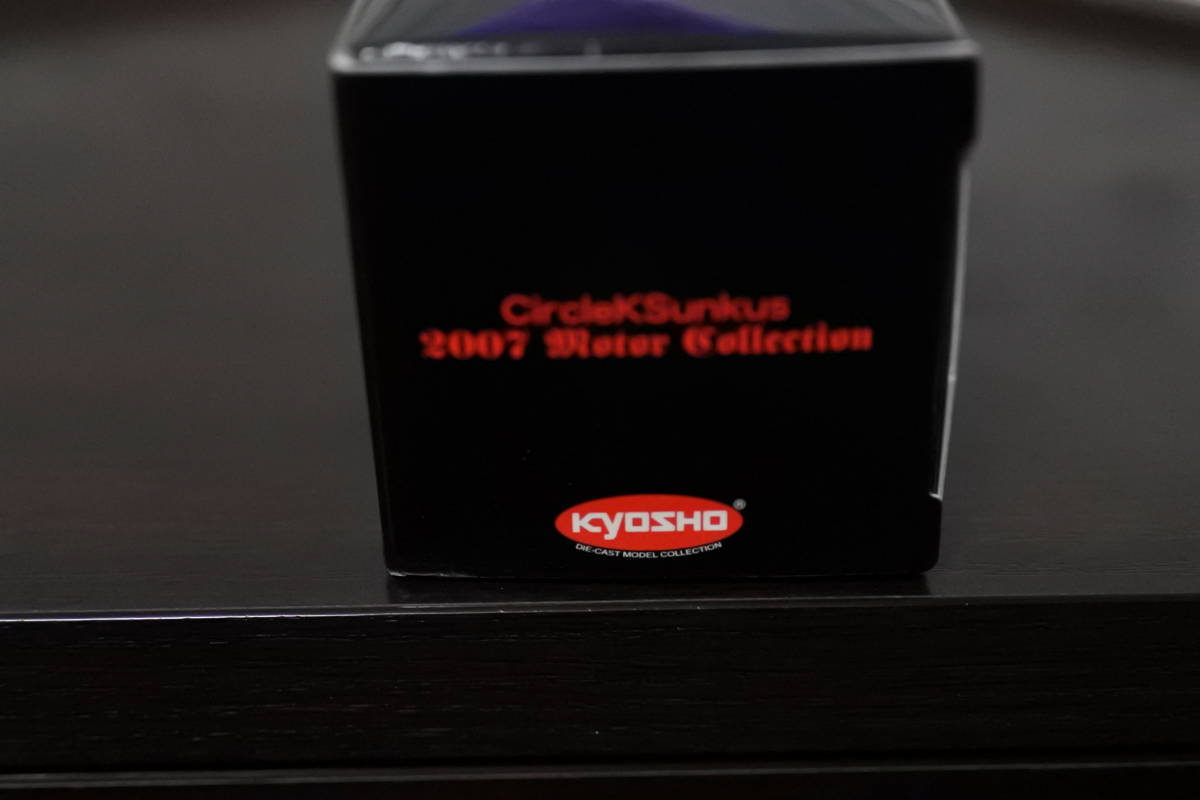 CircleKSunkus
2007 Motor Collection
KYOSHO®
DIE-CAST MODEL COLLECTION